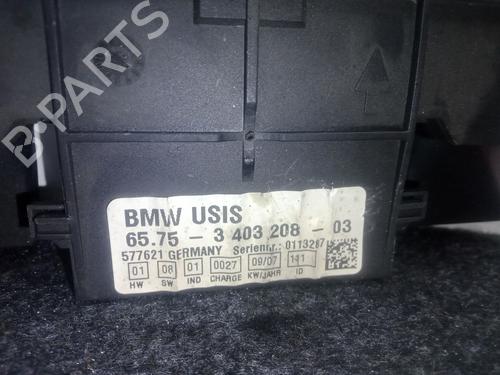 B-PARTS
BMW USIS
65.75 - 3 403 208 - 03
577621 GERMANY Seriennr.: 0113287
01 08 01 0027 09/07 111
HW SW IND CHARGE KW/JAHR ID